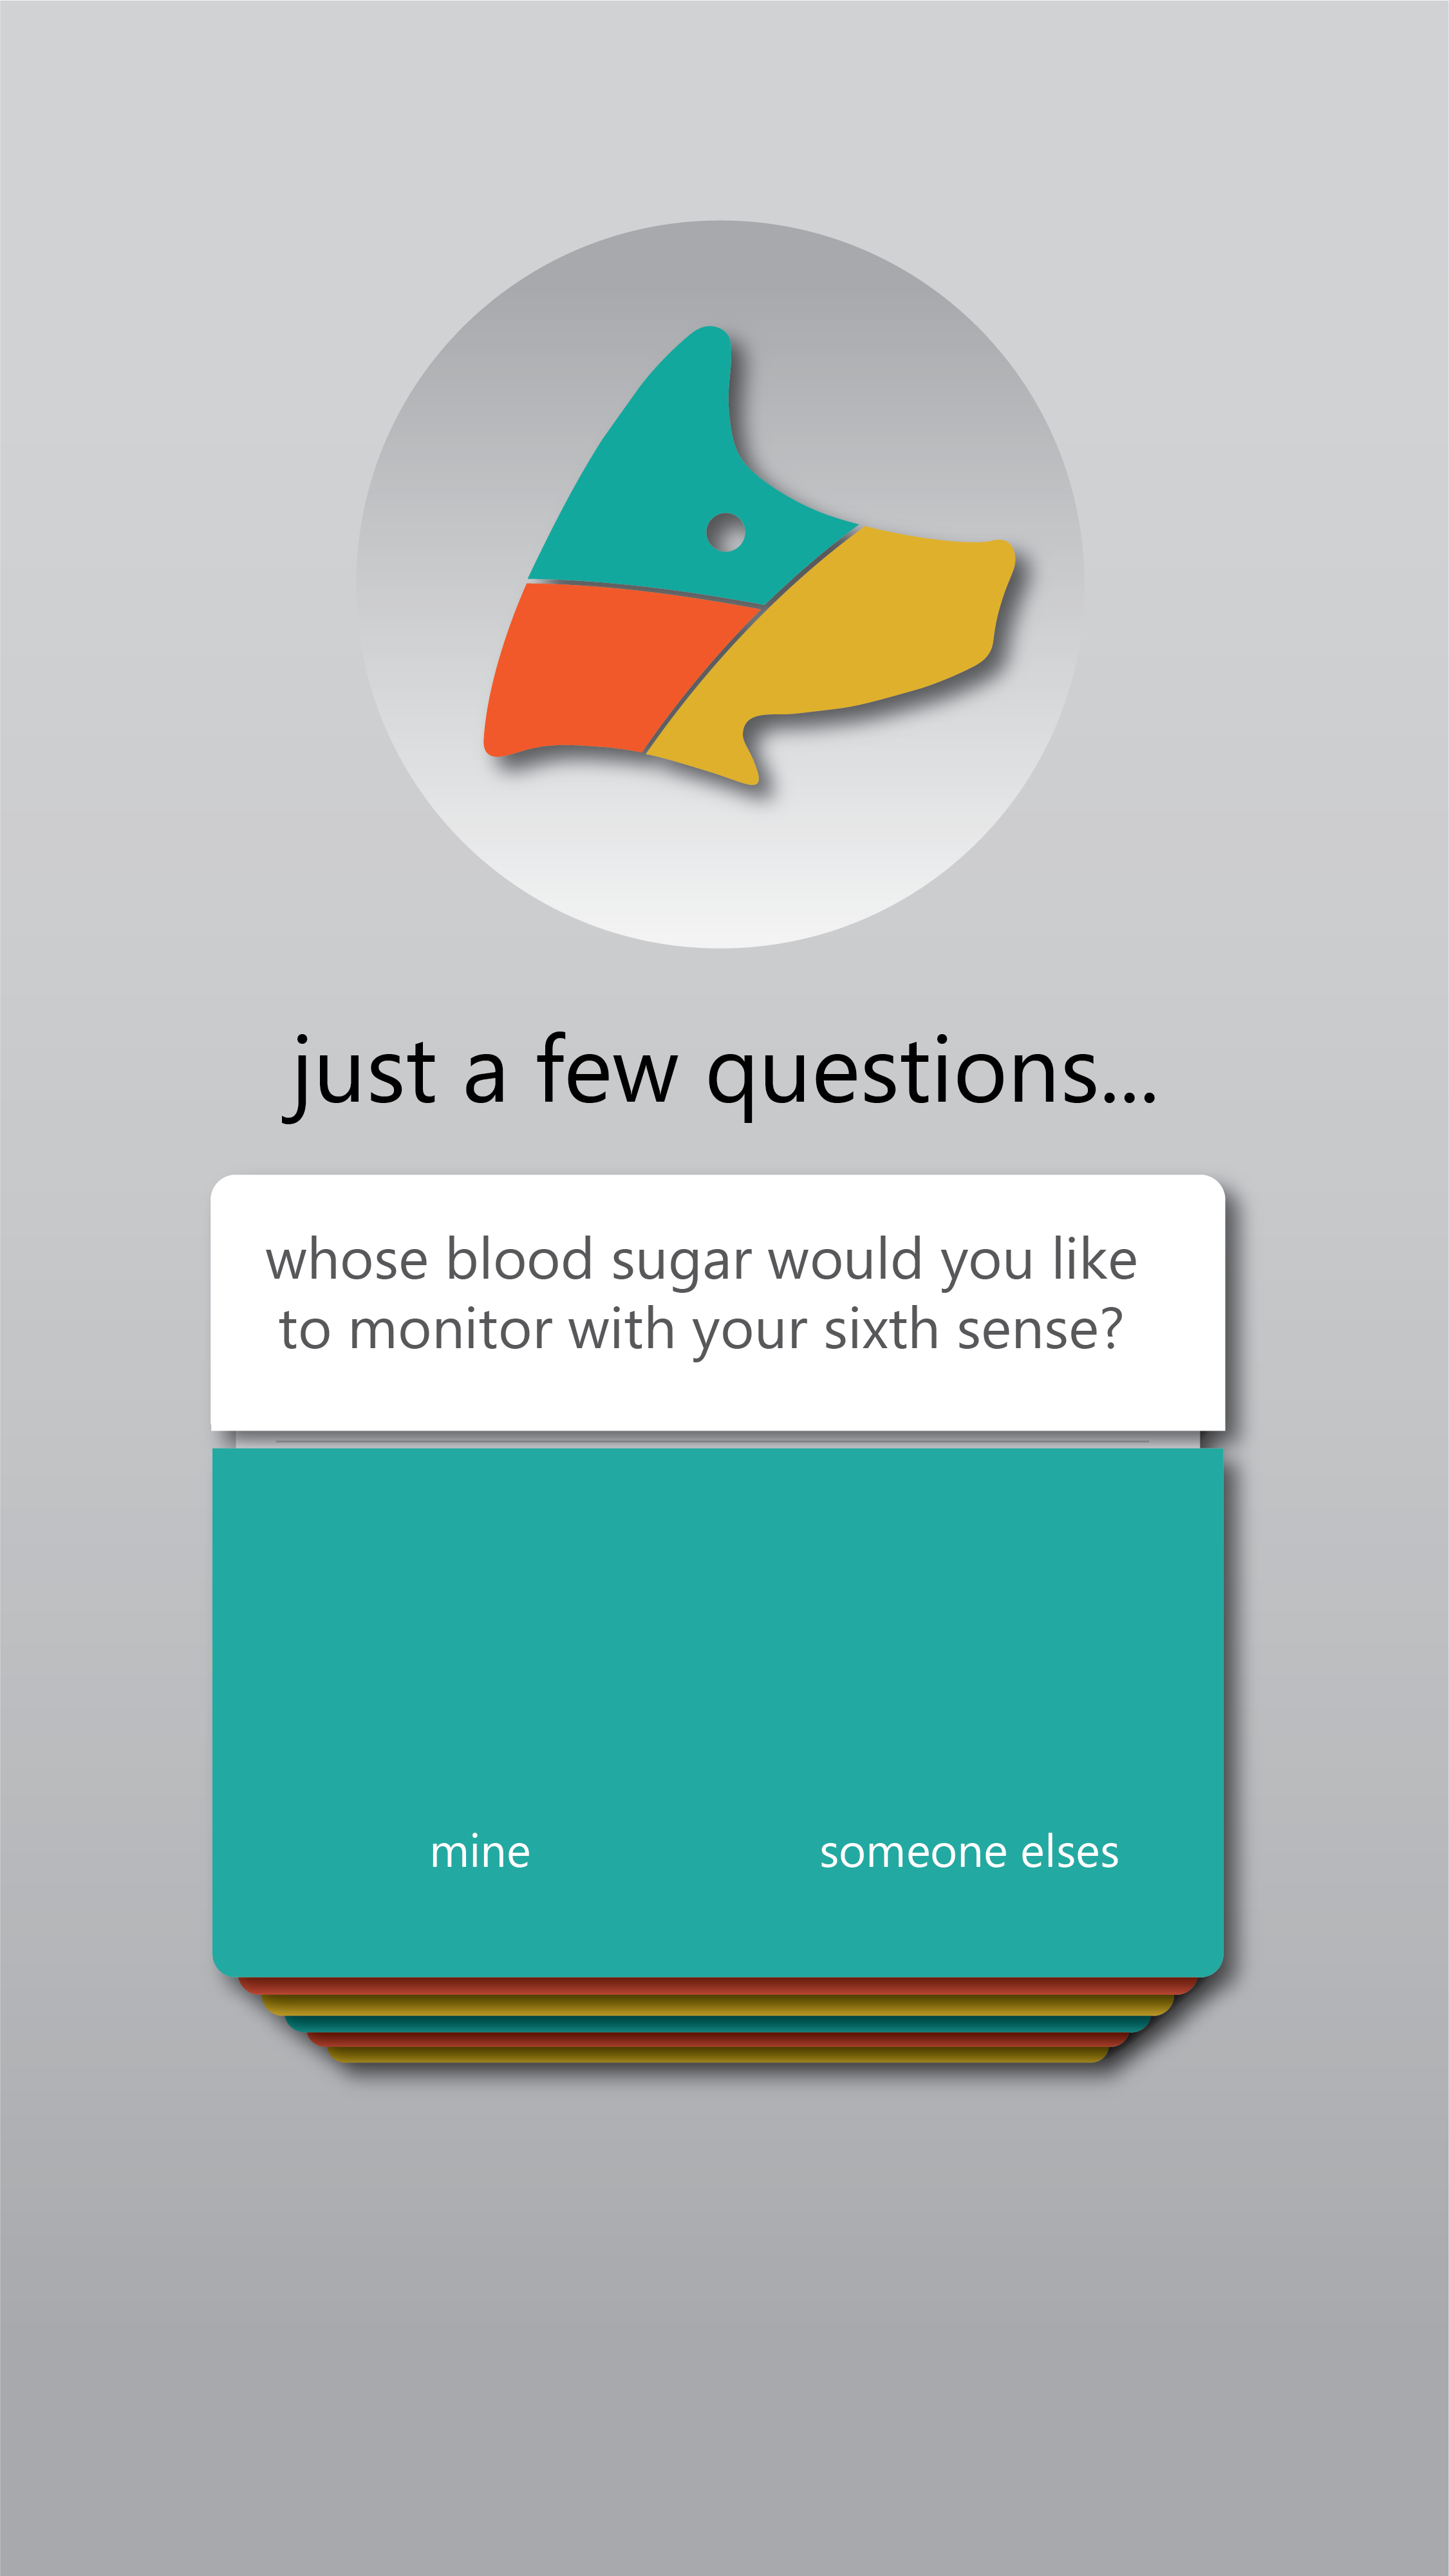 just a few questions...
whose blood sugar would you like
to monitor with your sixth sense?
mine
someone elses